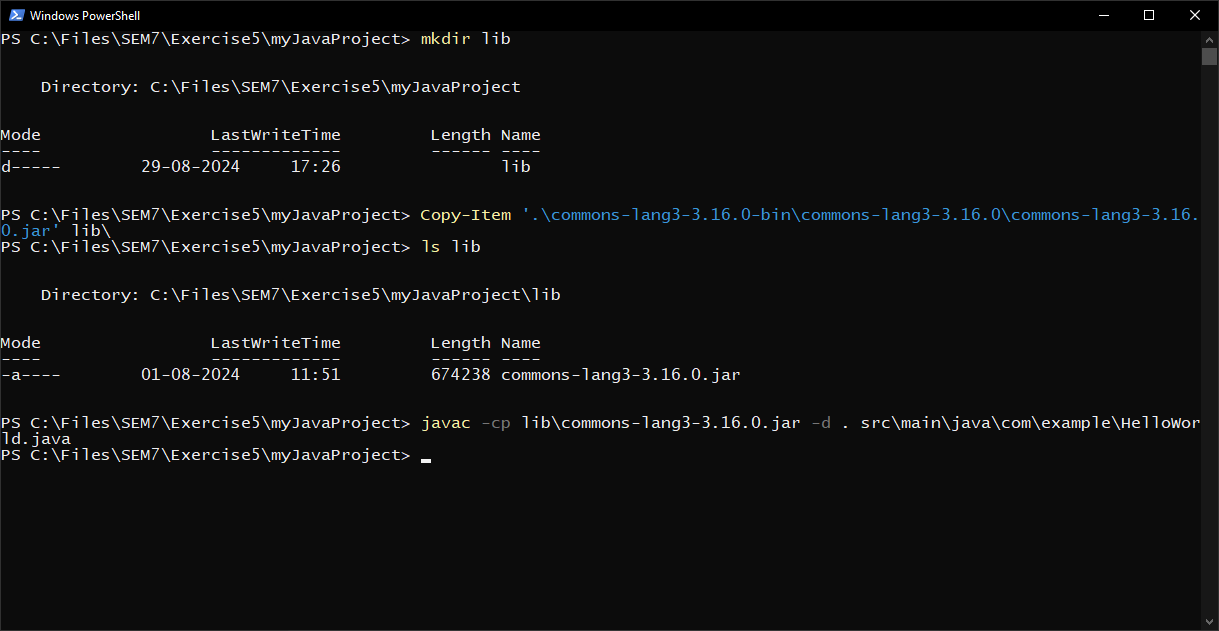 Windows PowerShell
PS C:\Files\SEM7\Exercise5\myJavaProject> mkdir lib
    Directory: C:\Files\SEM7\Exercise5\myJavaProject
Mode                 LastWriteTime         Length Name
----                 -------------         ------ ----
d-----        29-08-2024     17:26                lib
PS C:\Files\SEM7\Exercise5\myJavaProject> Copy-Item '.\commons-lang3-3.16.0-bin\commons-lang3-3.16.0\commons-lang3-3.16.
0.jar' lib\
PS C:\Files\SEM7\Exercise5\myJavaProject> ls lib
    Directory: C:\Files\SEM7\Exercise5\myJavaProject\lib
Mode                 LastWriteTime         Length Name
----                 -------------         ------ ----
-a----        01-08-2024     11:51         674238 commons-lang3-3.16.0.jar
PS C:\Files\SEM7\Exercise5\myJavaProject> javac -cp lib\commons-lang3-3.16.0.jar -d . src\main\java\com\example\HelloWor
ld.java
PS C:\Files\SEM7\Exercise5\myJavaProject>